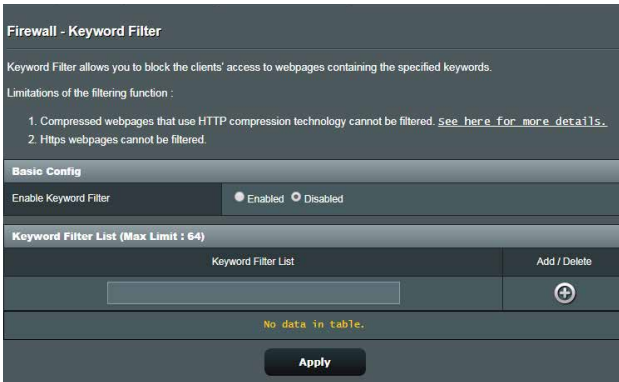 Firewall - Keyword Filter
Keyword Filter allows you to block the clients' access to webpages containing the specified keywords.
Limitations of the filtering function :
1. Compressed webpages that use HTTP compression technology cannot be filtered. See here for more details.
2. Https webpages cannot be filtered.
Basic Config
Enable Keyword Filter Enabled Disabled
Keyword Filter List (Max Limit : 64)
Keyword Filter List Add / Delete
No data in table.
Apply